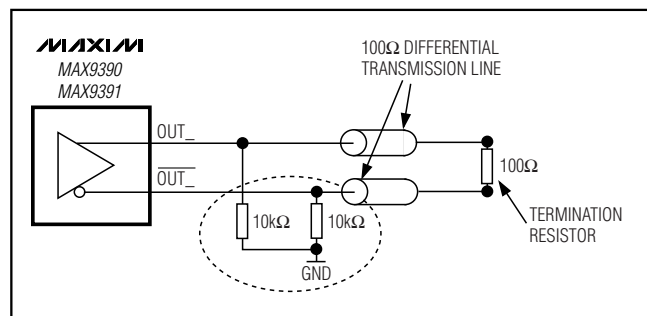 MAXIM
MAX9390
MAX9391
100Ω DIFFERENTIAL
TRANSMISSION LINE
OUT_
OUT_
10kΩ
10kΩ
GND
100Ω
TERMINATION
RESISTOR